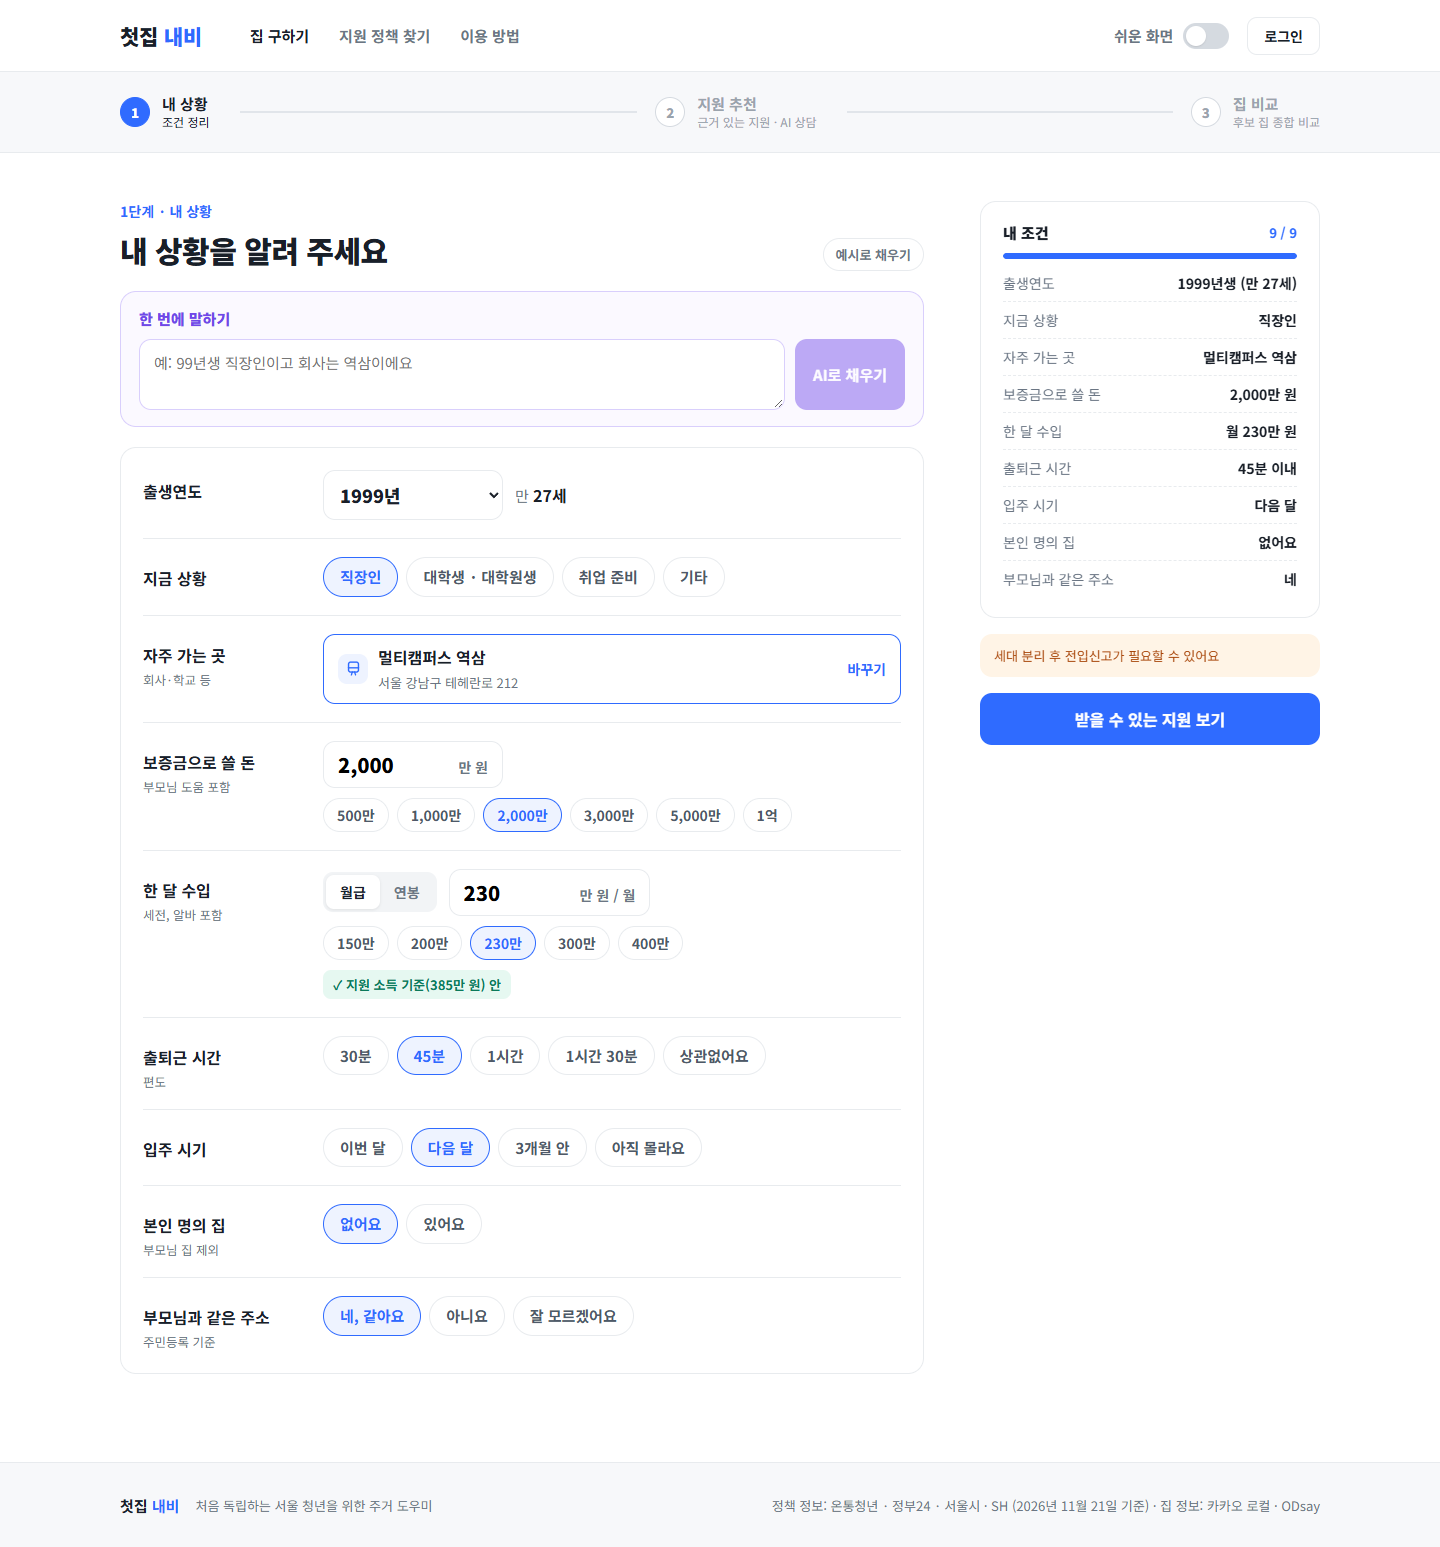 첫집 내비
집 구하기
지원 정책 찾기
이용 방법
쉬운 화면
로그인
1
내 상황
조건 정리
2
지원 추천
근거 있는 지원 · AI 상담
3
집 비교
후보 집 종합 비교
1단계 · 내 상황
내 상황을 알려 주세요
예시로 채우기
한 번에 말하기
예: 99년생 직장인이고 회사는 역삼이에요
AI로 채우기
출생연도
1999년
만 27세
지금 상황
직장인
대학생 · 대학원생
취업 준비
기타
자주 가는 곳
회사·학교 등
멀티캠퍼스 역삼
서울 강남구 테헤란로 212
바꾸기
보증금으로 쓸 돈
부모님 도움 포함
2,000 만 원
500만
1,000만
2,000만
3,000만
5,000만
1억
한 달 수입
세전, 알바 포함
월급
연봉
230 만 원 / 월
150만
200만
230만
300만
400만
✓ 지원 소득 기준(385만 원) 안
출퇴근 시간
편도
30분
45분
1시간
1시간 30분
상관없어요
입주 시기
이번 달
다음 달
3개월 안
아직 몰라요
본인 명의 집
부모님 집 제외
없어요
있어요
부모님과 같은 주소
주민등록 기준
네, 같아요
아니요
잘 모르겠어요
내 조건
9 / 9
출생연도 1999년생 (만 27세)
지금 상황 직장인
자주 가는 곳 멀티캠퍼스 역삼
보증금으로 쓸 돈 2,000만 원
한 달 수입 월 230만 원
출퇴근 시간 45분 이내
입주 시기 다음 달
본인 명의 집 없어요
부모님과 같은 주소 네
세대 분리 후 전입신고가 필요할 수 있어요
받을 수 있는 지원 보기
첫집 내비 처음 독립하는 서울 청년을 위한 주거 도우미
정책 정보: 온통청년 · 정부24 · 서울시 · SH (2026년 11월 21일 기준) · 집 정보: 카카오 로컬 · ODsay